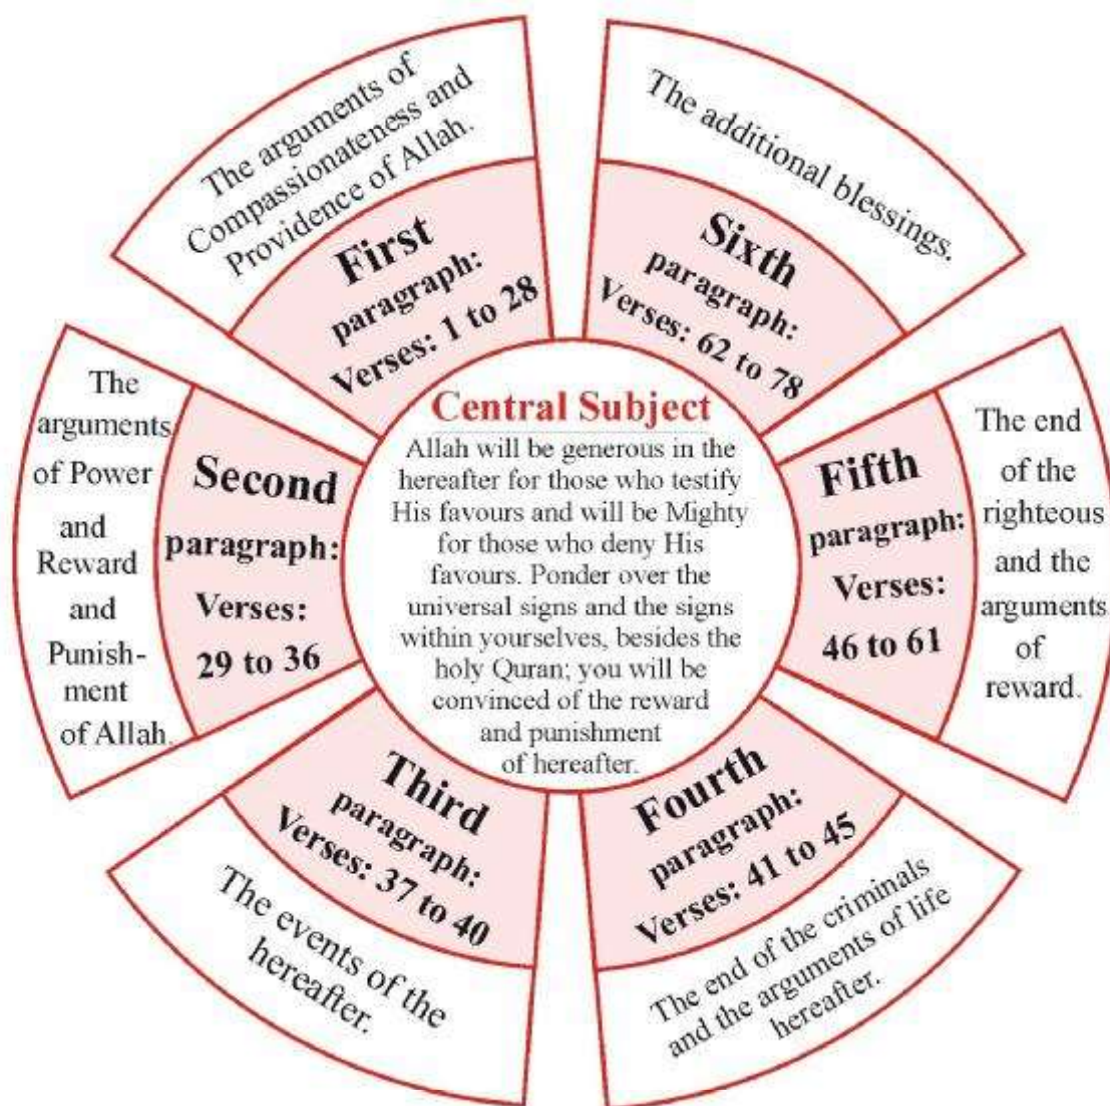 Central Subject
Allah will be generous in the
hereafter for those who testify
His favours and will be Mighty
for those who deny His
favours. Ponder over the
universal signs and the signs
within yourselves, besides the
holy Quran; you will be
convinced of the reward
and punishment
of hereafter.
First
paragraph:
Verses: 1 to 28
The arguments of
Compassionateness and
Providence of Allah.
Second
paragraph:
Verses:
29 to 36
The
arguments
of Power
and
Reward
and
Punish-
ment
of Allah.
Third
paragraph:
Verses: 37 to 40
The events of the
hereafter.
Fourth
paragraph:
Verses: 41 to 45
The end of the criminals
and the arguments of life
hereafter.
Fifth
paragraph:
Verses:
46 to 61
The end
of the
righteous
and the
arguments
of
reward.
Sixth
paragraph:
Verses: 62 to 78
The additional blessings.